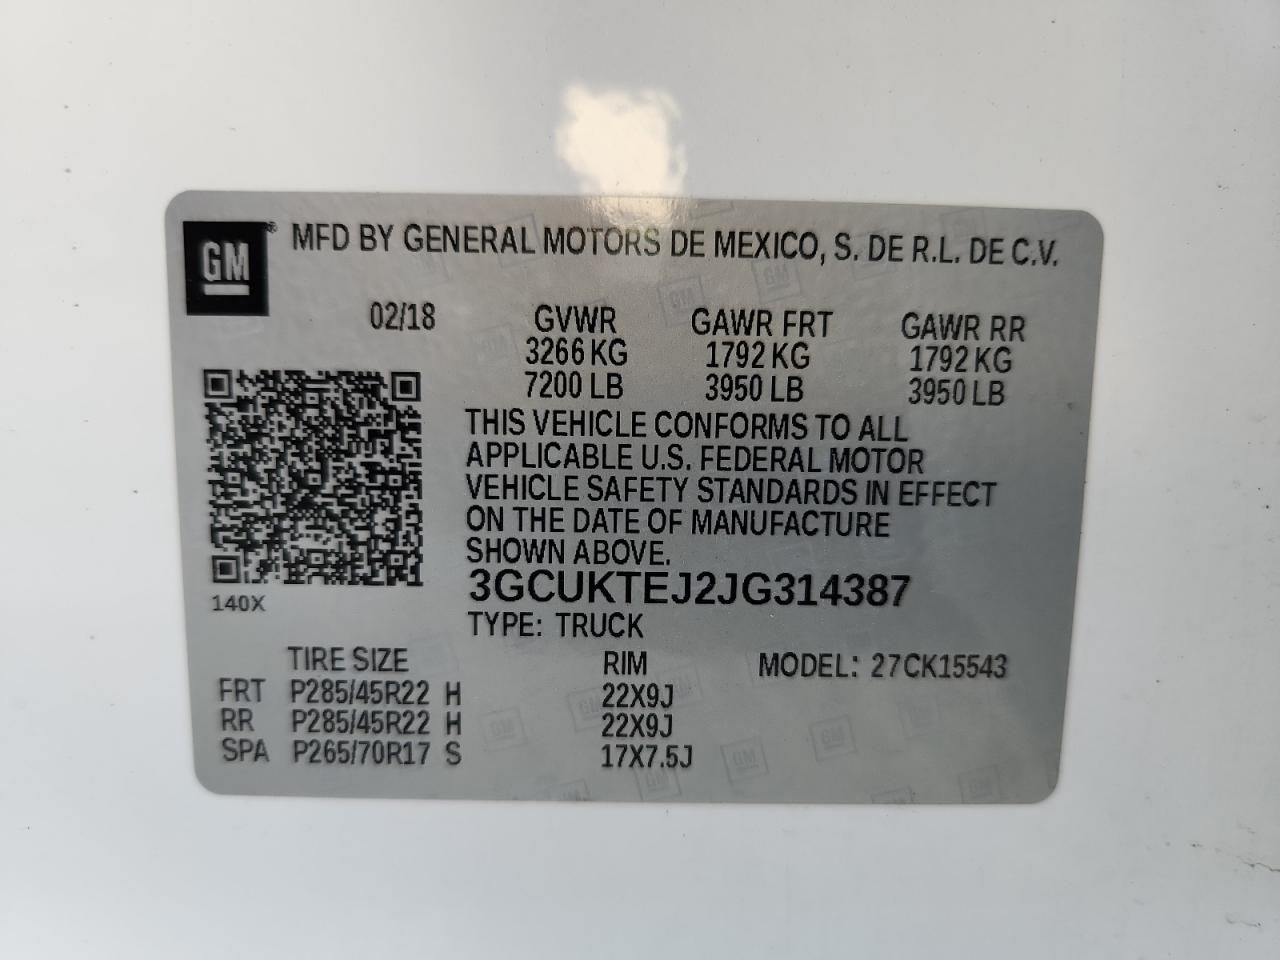 GM® MFD BY GENERAL MOTORS DE MEXICO, S. DE R.L. DE C.V.
02/18 GVWR GAWR FRT GAWR RR
3266 KG 1792 KG 1792 KG
7200 LB 3950 LB 3950 LB
THIS VEHICLE CONFORMS TO ALL
APPLICABLE U.S. FEDERAL MOTOR
VEHICLE SAFETY STANDARDS IN EFFECT
ON THE DATE OF MANUFACTURE
SHOWN ABOVE.
3GCUKTEJ2JG314387
140X
TYPE: TRUCK
TIRE SIZE RIM MODEL: 27CK15543
FRT P285/45R22 H 22X9J
RR P285/45R22 H 22X9J
SPA P265/70R17 S 17X7.5J